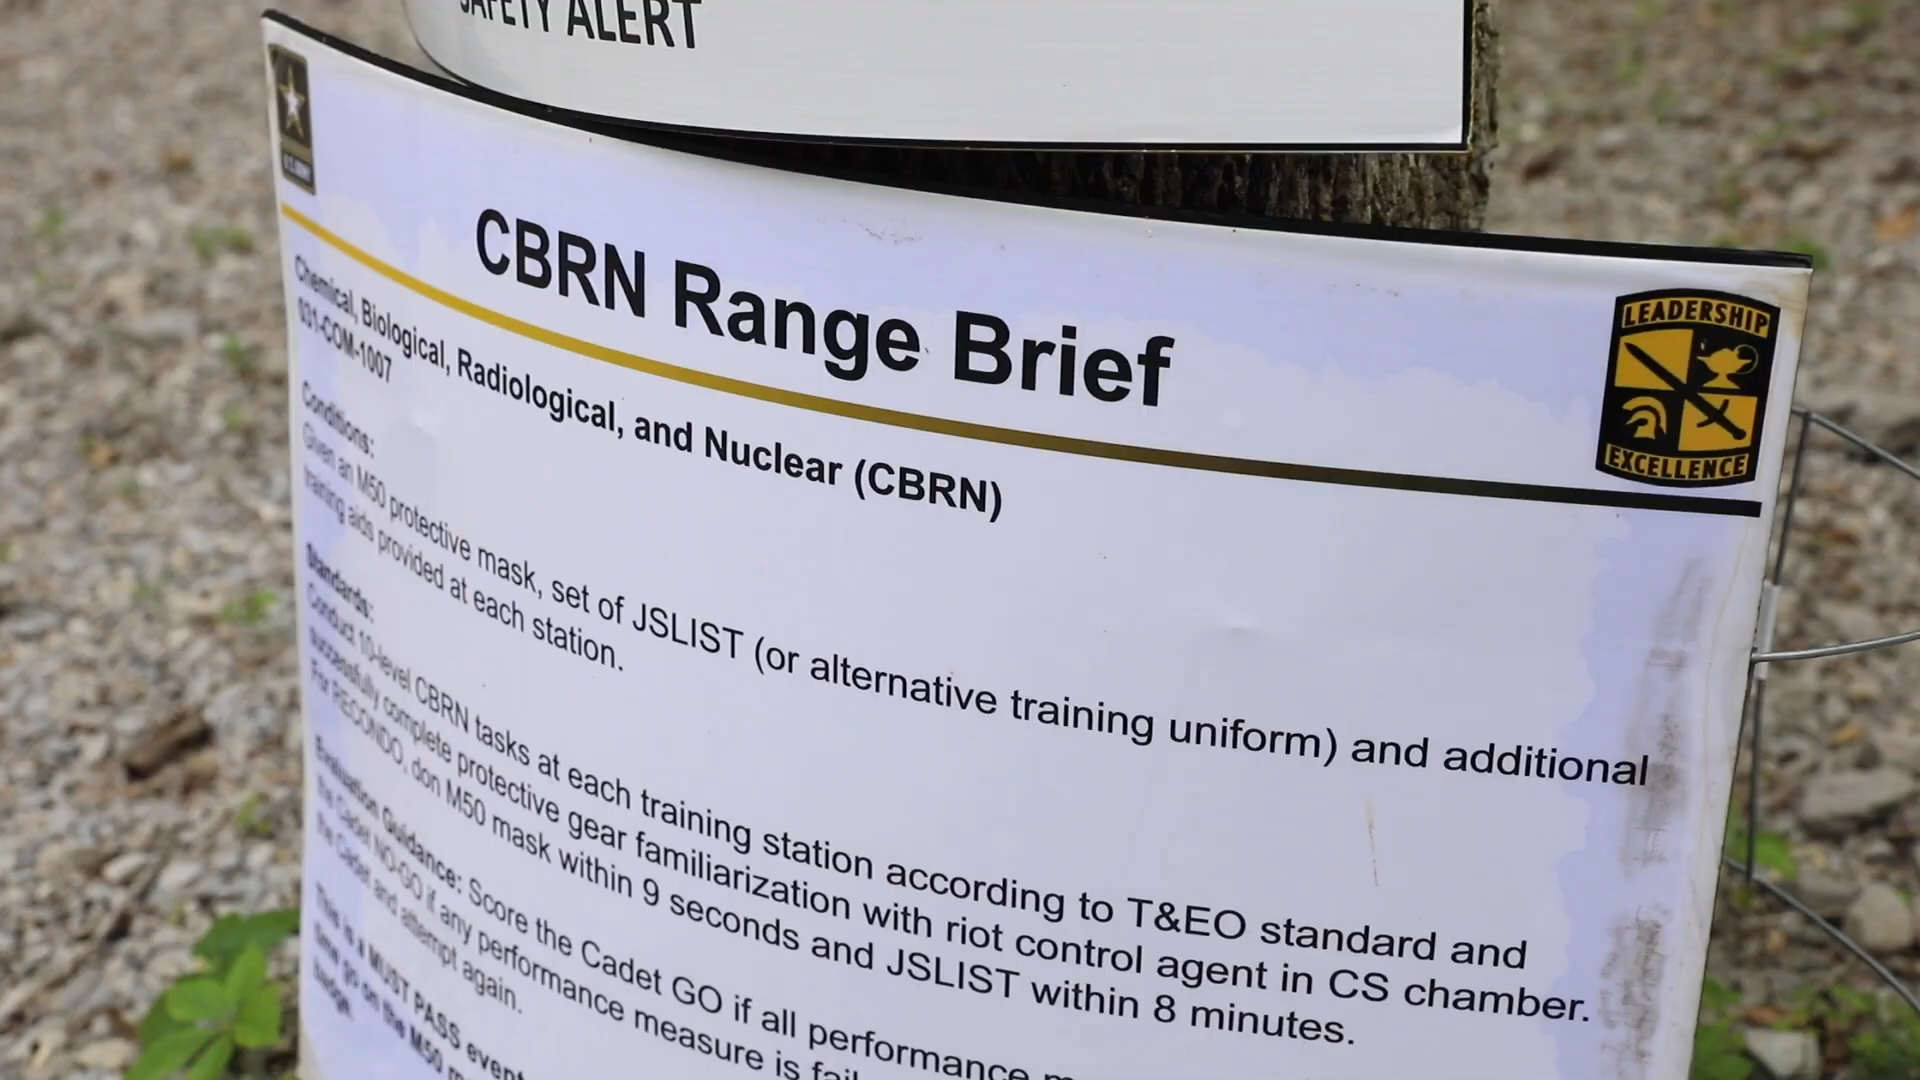 SAFETY ALERT
U.S. ARMY
CBRN Range Brief
LEADERSHIP
EXCELLENCE
Chemical, Biological, Radiological, and Nuclear (CBRN)
031-COM-1007
Conditions:
Given an M50 protective mask, set of JSLIST (or alternative training uniform) and additional
training aids provided at each station.
Standards:
Conduct 10-level CBRN tasks at each training station according to T&EO standard and
successfully complete protective gear familiarization with riot control agent in CS chamber.
For RECONDO, don M50 mask within 9 seconds and JSLIST within 8 minutes.
Evaluation Guidance: Score the Cadet GO if all performance
the Cadet NO-GO if any performance measure is
the Cadet and attempt again.
This is a MUST PASS event
time go on the M50
badge.